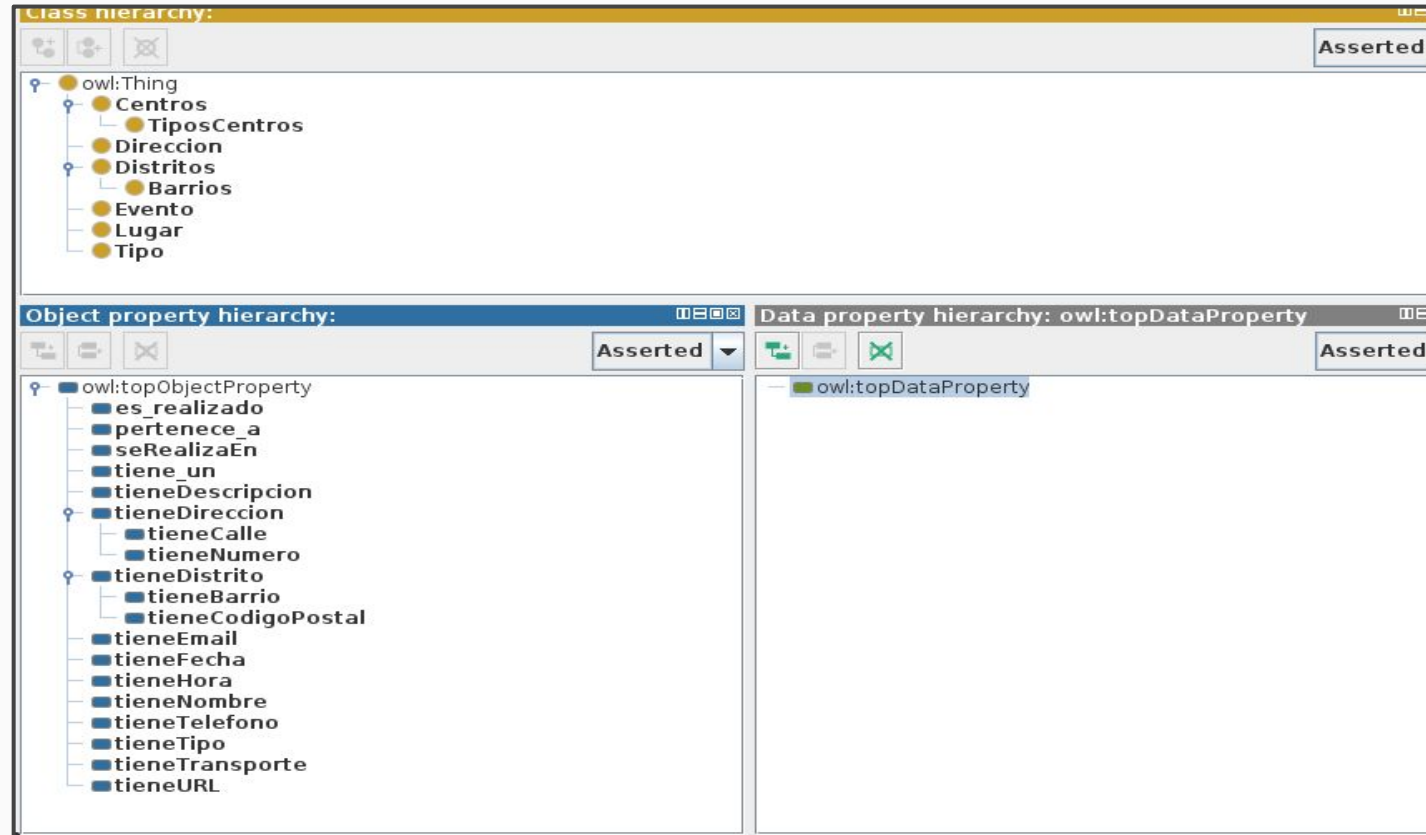 Class hierarchy:
Asserted
owl:Thing
Centros
TiposCentros
Direccion
Distritos
Barrios
Evento
Lugar
Tipo
Object property hierarchy:
Asserted
owl:topObjectProperty
es_realizado
pertenece_a
seRealizaEn
tiene_un
tieneDescripcion
tieneDireccion
tieneCalle
tieneNumero
tieneDistrito
tieneBarrio
tieneCodigoPostal
tieneEmail
tieneFecha
tieneHora
tieneNombre
tieneTelefono
tieneTipo
tieneTransporte
tieneURL
Data property hierarchy: owl:topDataProperty
Asserted
owl:topDataProperty